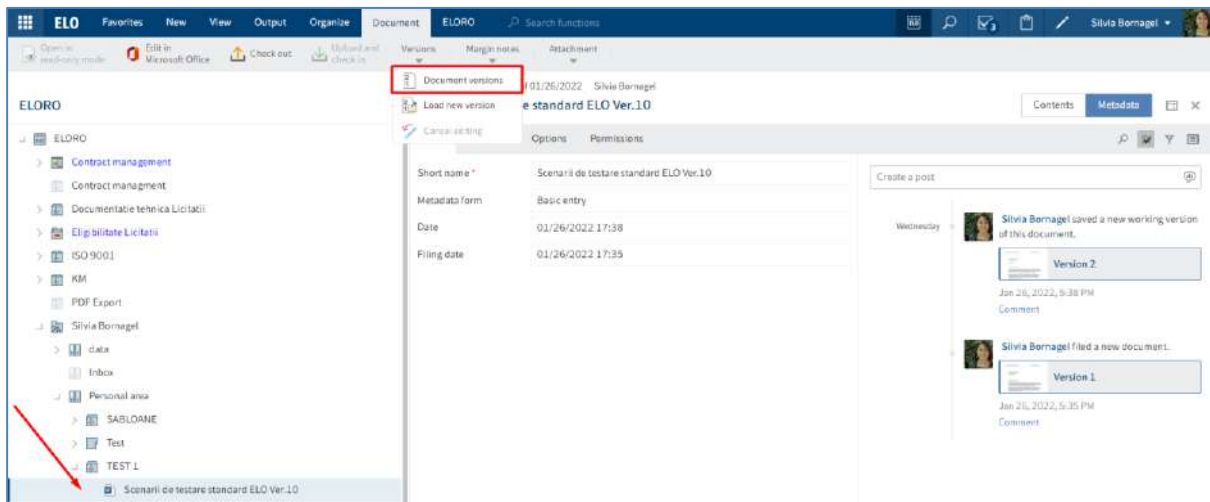 ELO Favorites New View Output Organize Document ELORO Search functions Silvia Bornagel
Open in read-only mode
Edit in Microsoft Office
Check out
Upload and check in
Versions Margin notes Attachment
Document versions
Load new version
Cancel editing
01/26/2022 Silvia Bornagel
e standard ELO Ver.10
Contents Metadata
ELORO
Options Permissions
ELORO
Contract management
Contract managment
Documentatie tehnica Licitatii
Eligibilitate Licitatii
ISO 9001
KM
PDF Export
Silvia Bornagel
data
Inbox
Personal area
SABLOANE
Test
TEST 1
Scenarii de testare standard ELO Ver.10
Short name * Scenarii de testare standard ELO Ver.10
Metadata form Basic entry
Date 01/26/2022 17:38
Filing date 01/26/2022 17:35
Create a post
Wednesday
Silvia Bornagel saved a new working version
of this document.
Version 2
Jan 26, 2022, 5:38 PM
Comment
Silvia Bornagel filed a new document.
Version 1
Jan 26, 2022, 5:35 PM
Comment